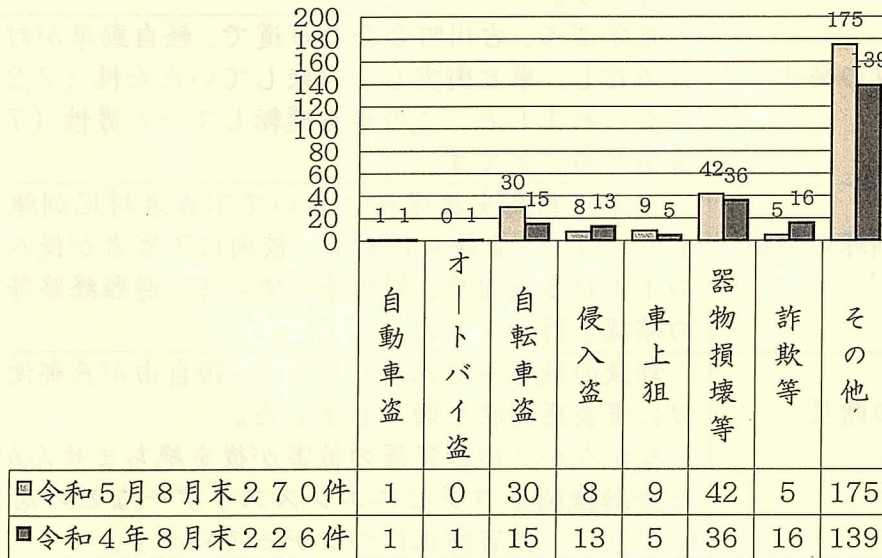 200
180
160
140
120
100
80
60
40
20
0
1 1
0 1
30 15
8 13
9 5
42 36
5 16
175 139
自動車盗
オートバイ盗
自転車盗
侵入盗
車上狙
器物損壊等
詐欺等
その他
令和5月8月末270件 1 0 30 8 9 42 5 175
令和4年8月末226件 1 1 15 13 5 36 16 139